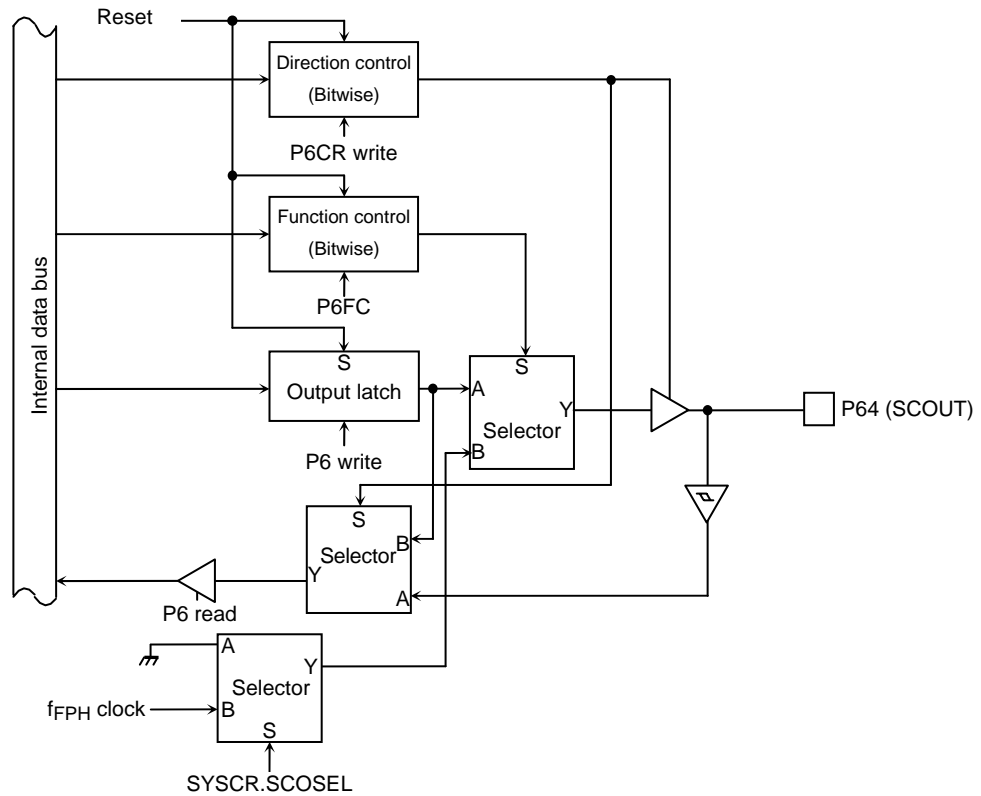 Reset
Direction control
(Bitwise)
P6CR write
Function control
(Bitwise)
P6FC
Internal data bus
S
Output latch
P6 write
S
A
Y
Selector
B
P64 (SCOUT)
S
Selector
B
Y
A
P6 read
A
Y
Selector
fFPH clock
B
S
SYSCR.SCOSEL